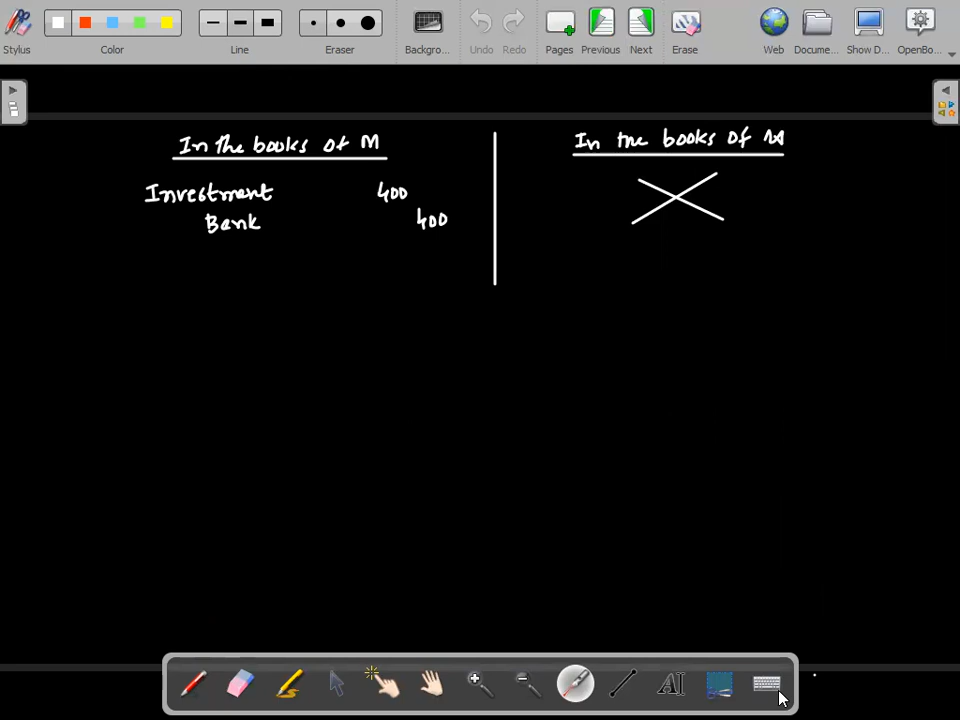 Stylus
Color
Line
Eraser
Backgro...
Undo
Redo
Pages
Previous
Next
Erase
Web
Docume...
Show D...
OpenBo...
In the books of M
Investment 400
Bank 400
In the books of